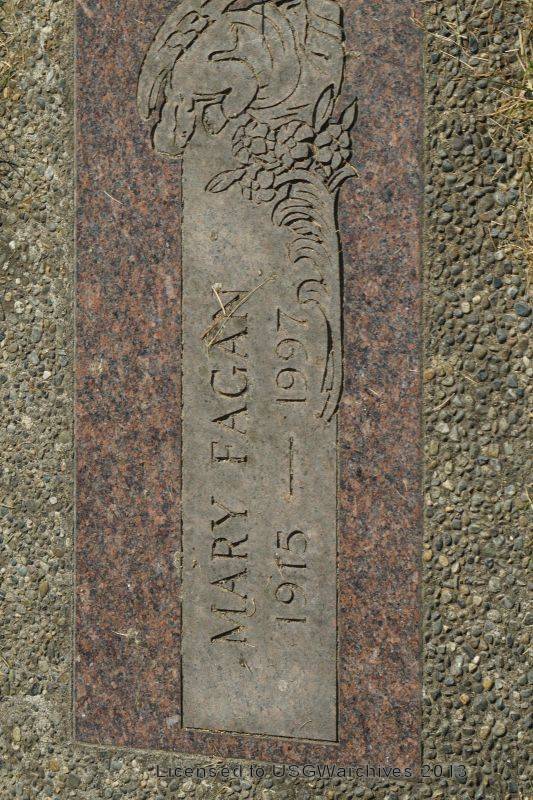 MARY FAGAN
1915 — 1997
Licensed to USGWarchives 2013